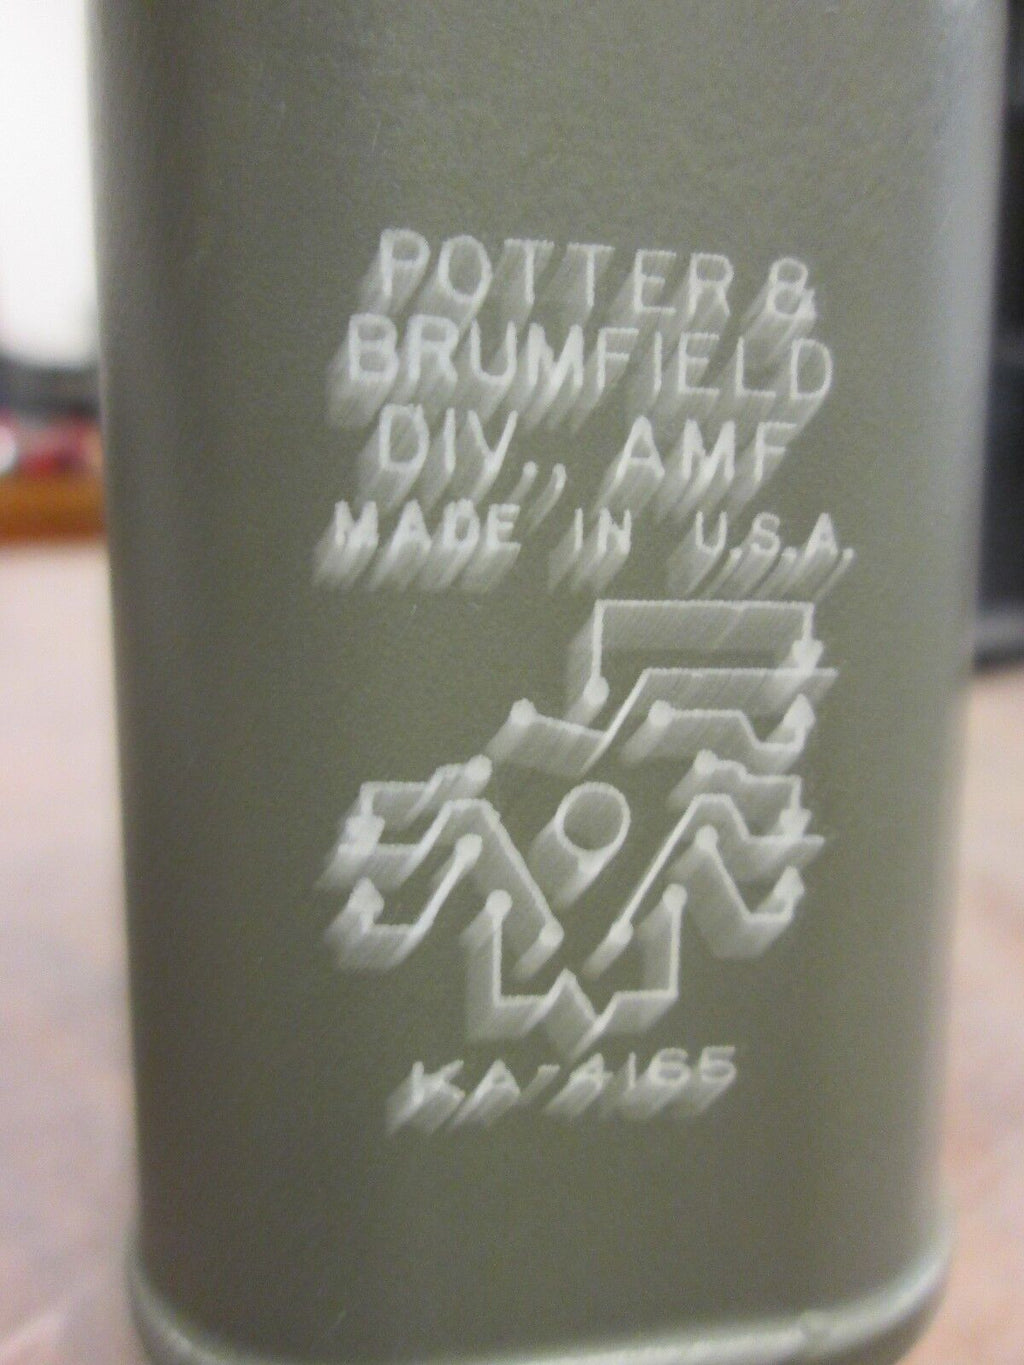 POTTER &
BRUMFIELD
DIV., AMF
MADE IN U.S.A.
KA-4165